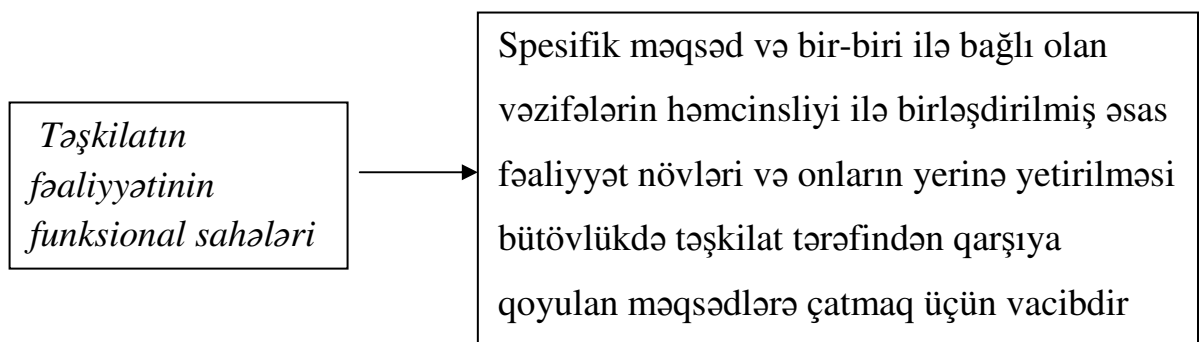 Təşkilatın
fəaliyyətinin
funksional sahələri
Spesifik məqsəd və bir-biri ilə bağlı olan
vəzifələrin həmcinsliyi ilə birləşdirilmiş əsas
fəaliyyət növləri və onların yerinə yetirilməsi
bütövlükdə təşkilat tərəfindən qarşıya
qoyulan məqsədlərə çatmaq üçün vacibdir